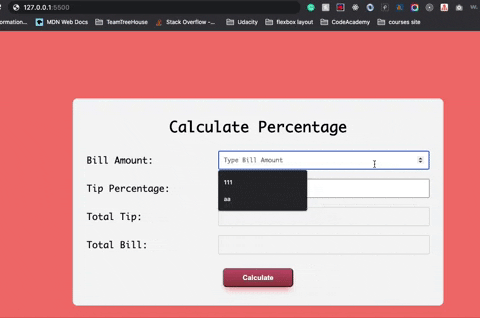 127.0.0.1:5500
ormation... MDN Web Docs TeamTreeHouse Stack Overflow -... Udacity flexbox layout CodeAcademy courses site
Calculate Percentage
Bill Amount: Type Bill Amount
111
Tip Percentage:
aa
Total Tip:
Total Bill:
Calculate